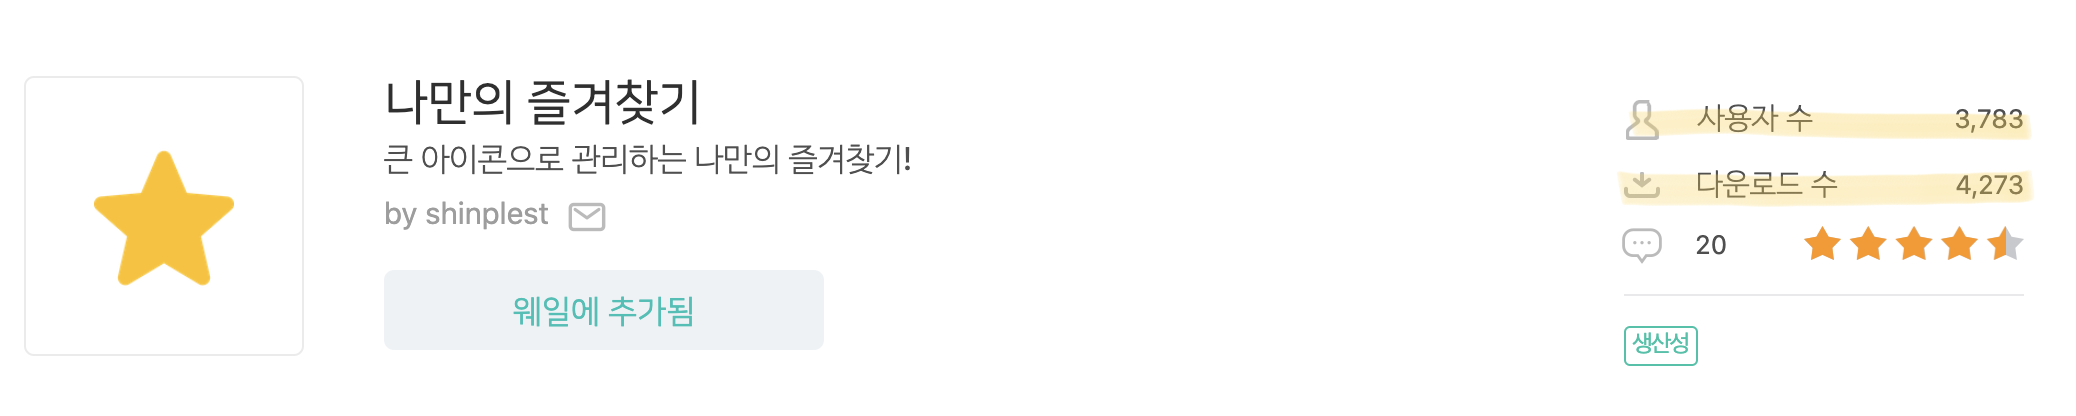 나만의 즐겨찾기
큰 아이콘으로 관리하는 나만의 즐겨찾기!
by shinplest
웨일에 추가됨
사용자 수 3,783
다운로드 수 4,273
20
생산성